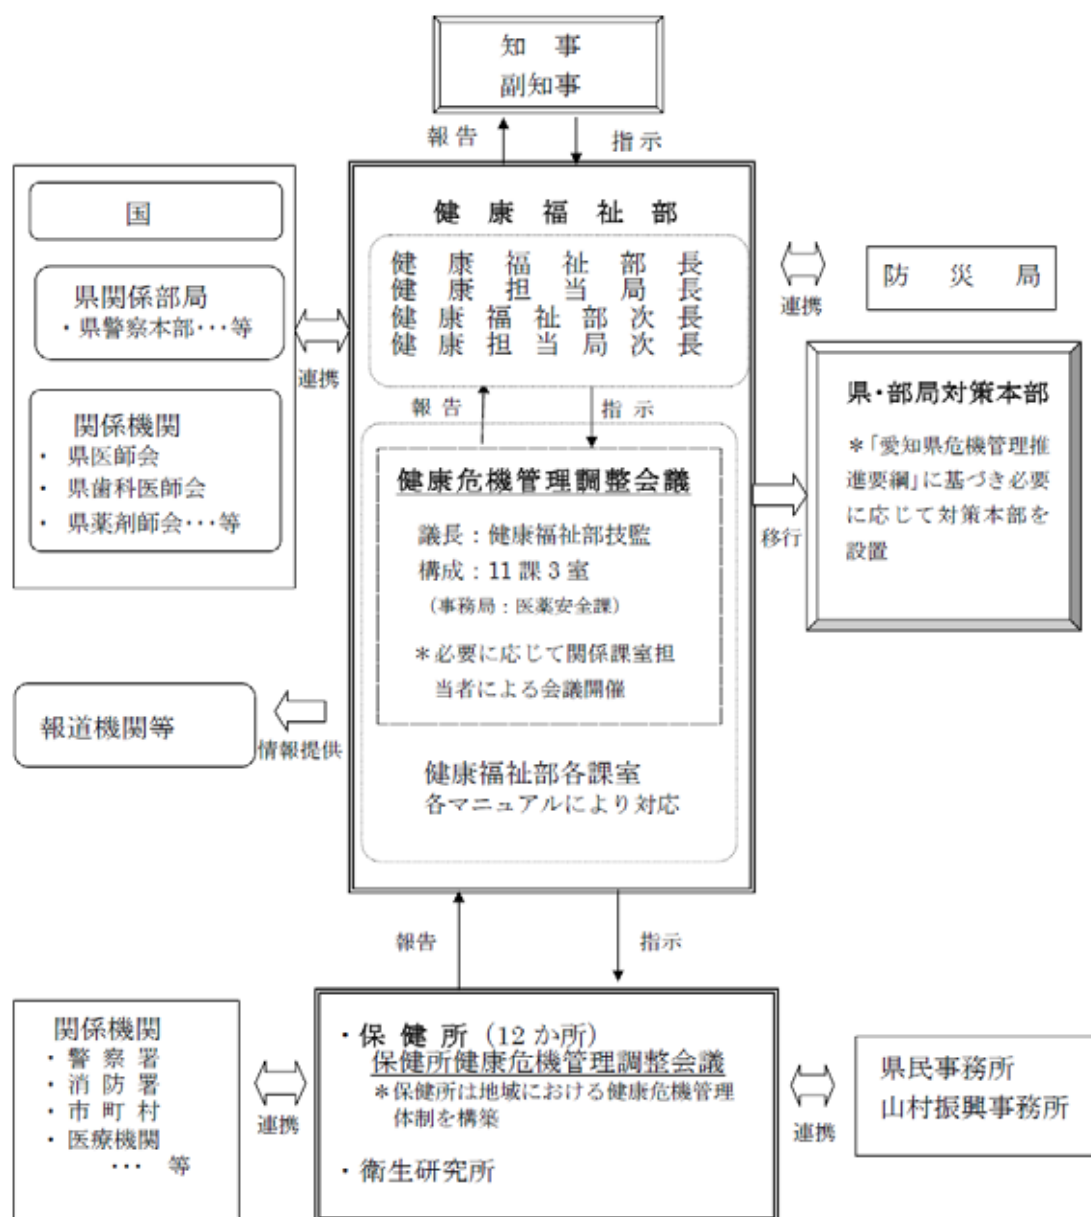 知 事
副知事
報 告
指 示
国
県関係部局
・県警察本部…等
関係機関
・ 県医師会
・ 県歯科医師会
・ 県薬剤師会…等
連携
健 康 福 祉 部
健 康 福 祉 部 長
健 康 担 当 局 長
健 康 福 祉 部 次 長
健 康 担 当 局 次 長
報 告
指 示
連携
防 災 局
健康危機管理調整会議
議長：健康福祉部技監
構成：11 課 3 室
（事務局：医薬安全課）
＊必要に応じて関係課室担
当者による会議開催
健康福祉部各課室
各マニュアルにより対応
移行
県・部局対策本部
＊「愛知県危機管理推
進要綱」に基づき必要
に応じて対策本部を
設置
報道機関等
情報提供
報告
指示
関係機関
・ 警 察 署
・ 消 防 署
・ 市 町 村
・ 医療機関
… 等
連携
・保 健 所（12 か所）
保健所健康危機管理調整会議
＊保健所は地域における健康危機管理
体制を構築
・衛生研究所
連携
県民事務所
山村振興事務所